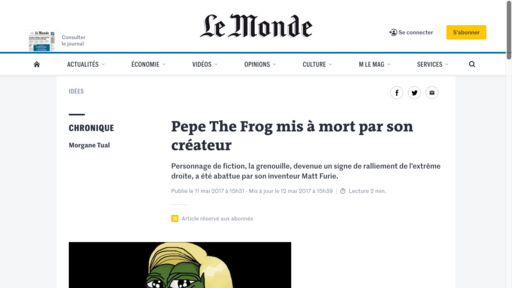 Le Monde
Consulter
le journal
Se connecter
S'abonner
ACTUALITÉS
ÉCONOMIE
VIDÉOS
OPINIONS
CULTURE
M LE MAG
SERVICES
IDÉES
CHRONIQUE
Morgane Tual
Pepe The Frog mis à mort par son
créateur
Personnage de fiction, la grenouille, devenue un signe de ralliement de l'extrême
droite, a été abattue par son inventeur Matt Furie.
Publié le 11 mai 2017 à 15h31 - Mis à jour le 12 mai 2017 à 15h39 | Lecture 2 min.
Article réservé aux abonnés